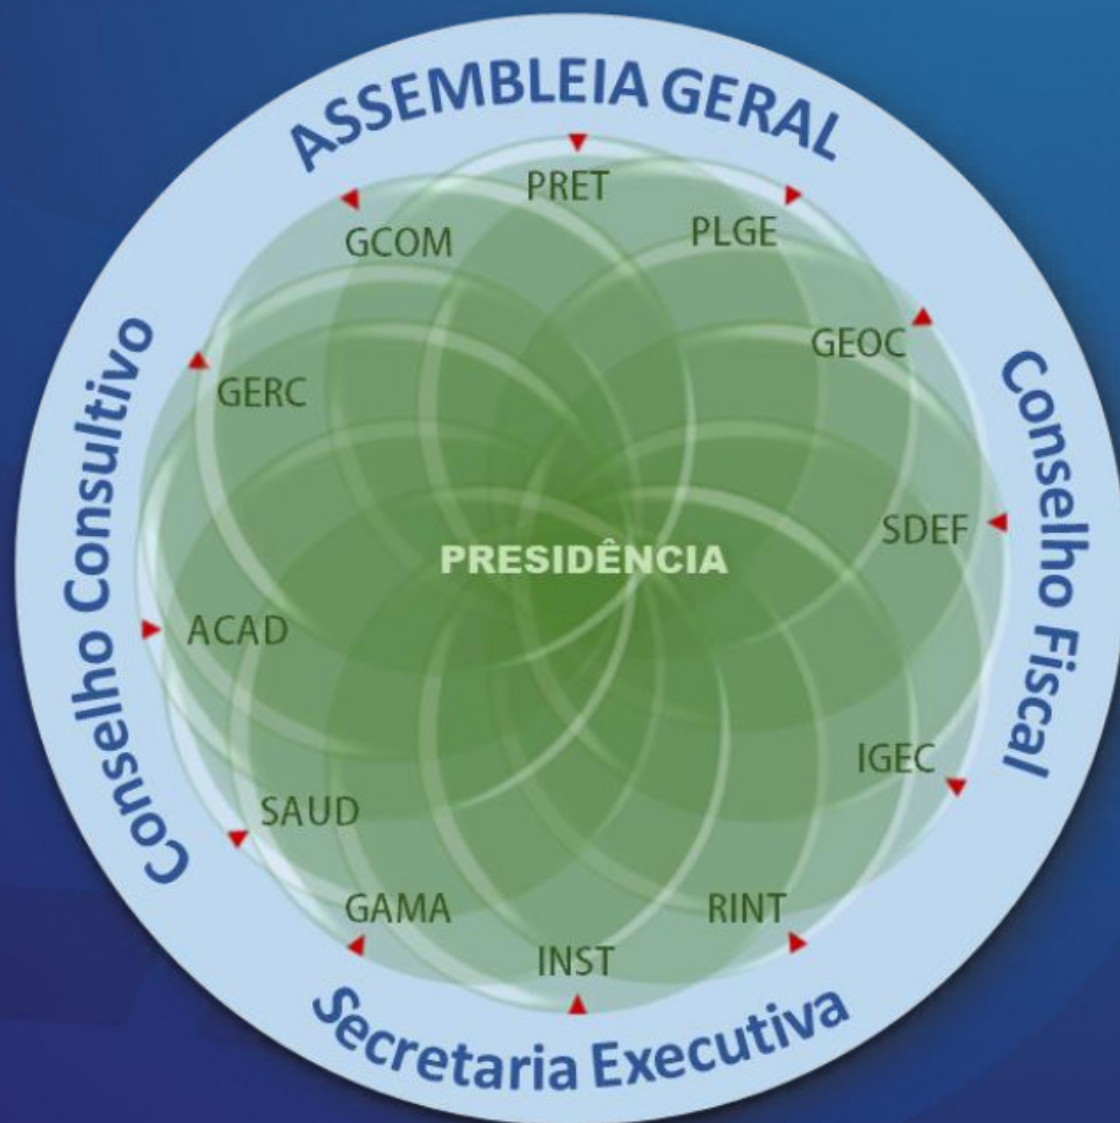 ASSEMBLEIA GERAL
PRET
PLGE
GCOM
GEOC
GERC
Conselho Consultivo
Conselho Fiscal
SDEF
PRESIDÊNCIA
ACAD
IGEC
SAUD
GAMA
RINT
INST
Secretaria Executiva